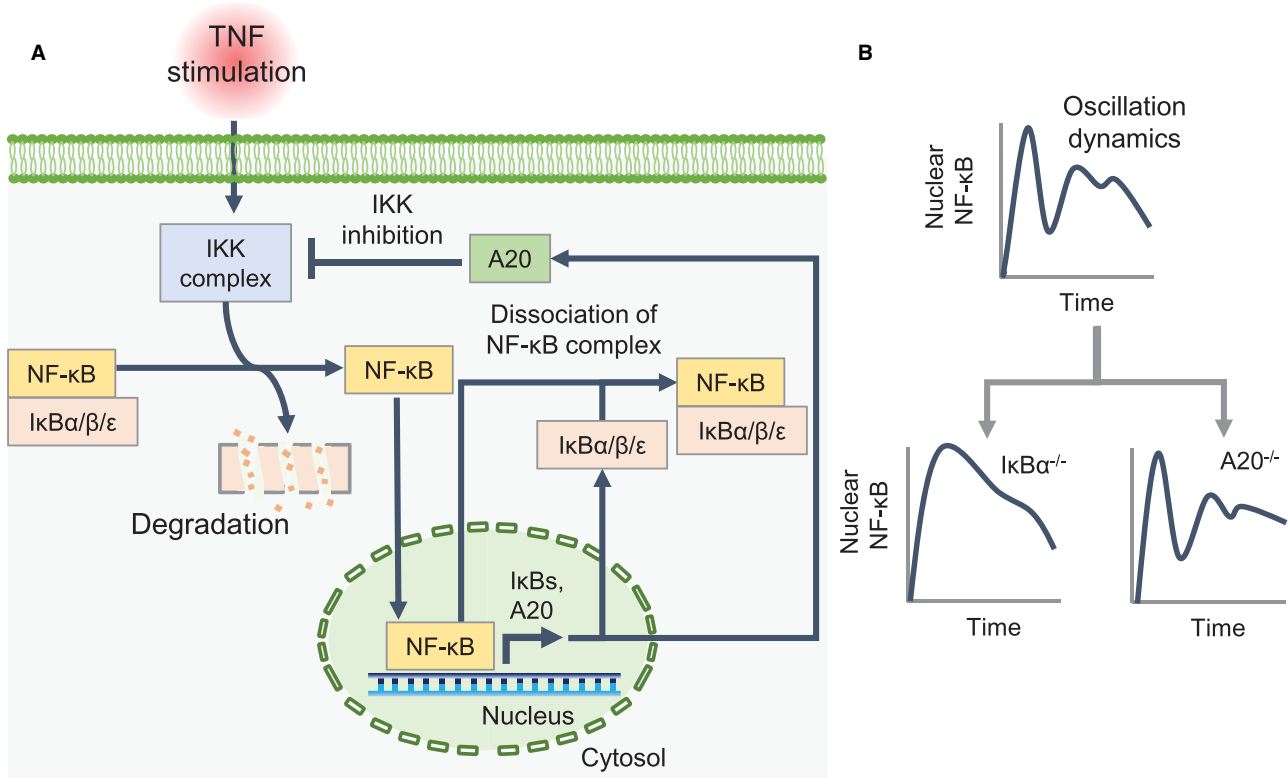 A
TNF
stimulation
IKK
inhibition
IKK
complex
A20
Dissociation of
NF-κB complex
NF-κB
IκBα/β/ε
NF-κB
NF-κB
IκBα/β/ε
IκBα/β/ε
Degradation
IκBs,
A20
NF-κB
Nucleus
Cytosol
B
Oscillation
dynamics
Nuclear
NF-κB
Time
IκBα-/-
Nuclear
NF-κB
Time
A20-/-
Time